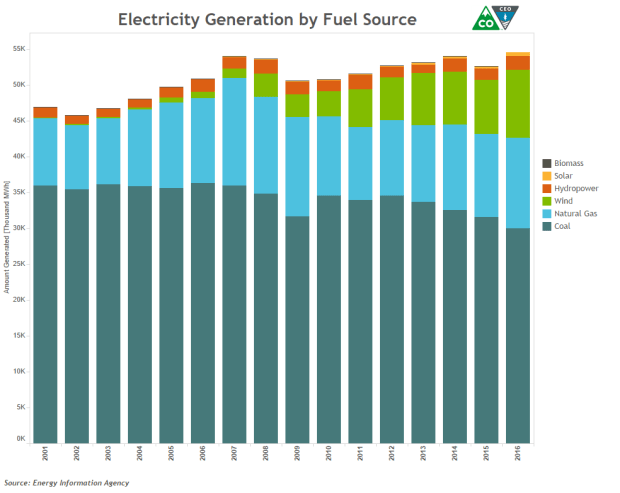 Electricity Generation by Fuel Source
CO
CEO
Amount Generated [Thousand MWh]
55K
50K
45K
40K
35K
30K
25K
20K
15K
10K
5K
0K
Biomass
Solar
Hydropower
Wind
Natural Gas
Coal
2001
2002
2003
2004
2005
2006
2007
2008
2009
2010
2011
2012
2013
2014
2015
2016
Source: Energy Information Agency